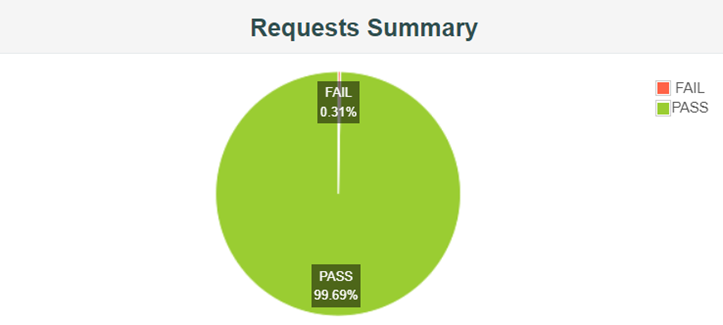 Requests Summary
FAIL
0.31%
FAIL
PASS
PASS
99.69%